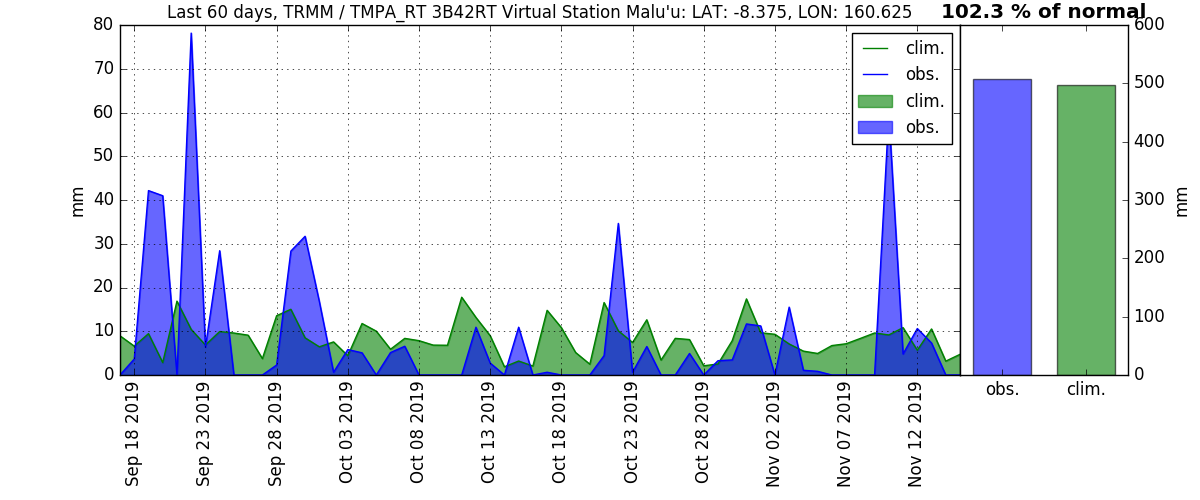 Last 60 days, TRMM / TMPA_RT 3B42RT Virtual Station Malu'u: LAT: -8.375, LON: 160.625
102.3 % of normal
80
70
60
50
40
30
20
10
0
mm
clim.
obs.
clim.
obs.
600
500
400
300
200
100
0
mm
obs.
clim.
Sep 18 2019
Sep 23 2019
Sep 28 2019
Oct 03 2019
Oct 08 2019
Oct 13 2019
Oct 18 2019
Oct 23 2019
Oct 28 2019
Nov 02 2019
Nov 07 2019
Nov 12 2019